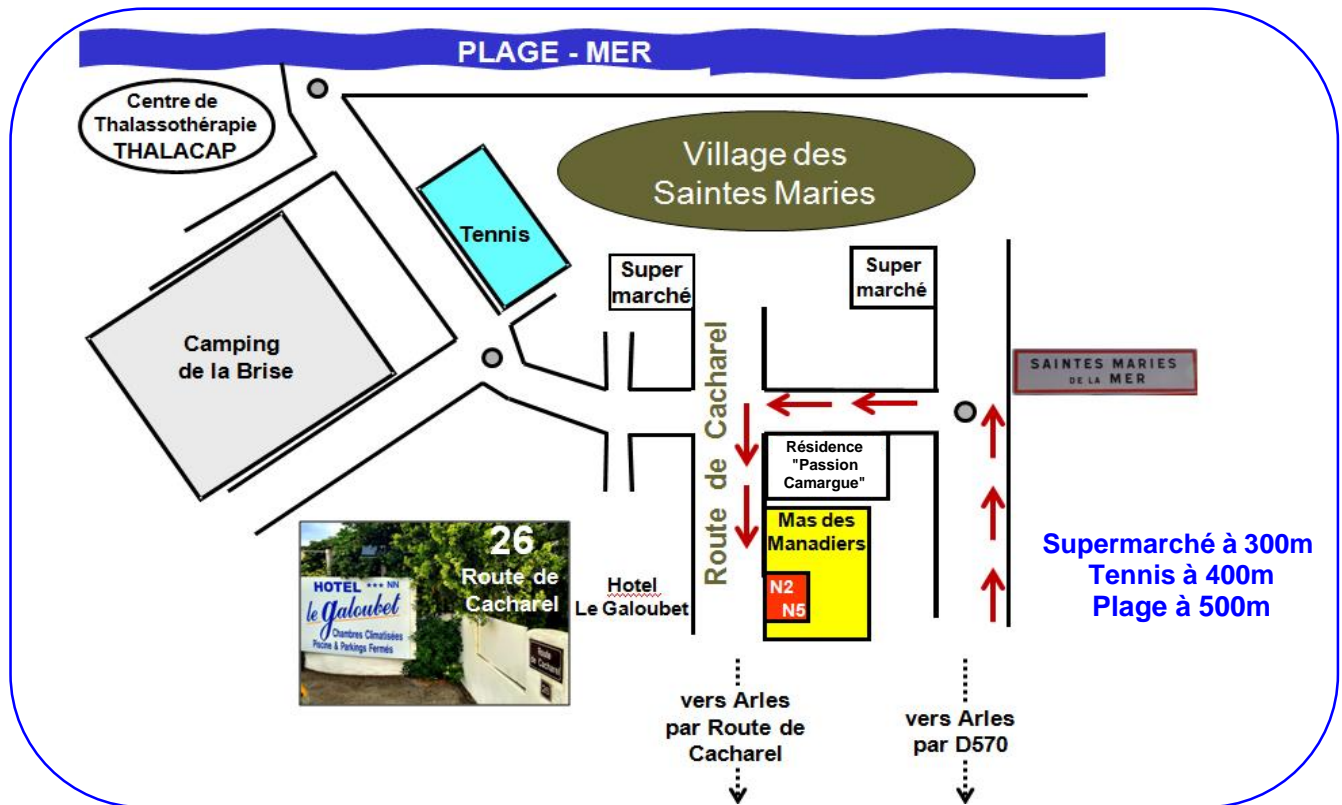 PLAGE - MER
Centre de
Thalassothérapie
THALACAP
Village des
Saintes Maries
Tennis
Super
marché
Super
marché
Camping
de la Brise
Route de Cacharel
SAINTES MARIES
DE LA MER
Résidence
"Passion
Camargue"
Mas des
Manadiers
N2
N5
Hotel
Le Galoubet
26
Route de
Cacharel
HOTEL *** NN
le Galoubet
Chambres Climatisées
Piscine & Parkings Fermés
Route
de Cacharel
26
Supermarché à 300m
Tennis à 400m
Plage à 500m
vers Arles
par Route de
Cacharel
vers Arles
par D570